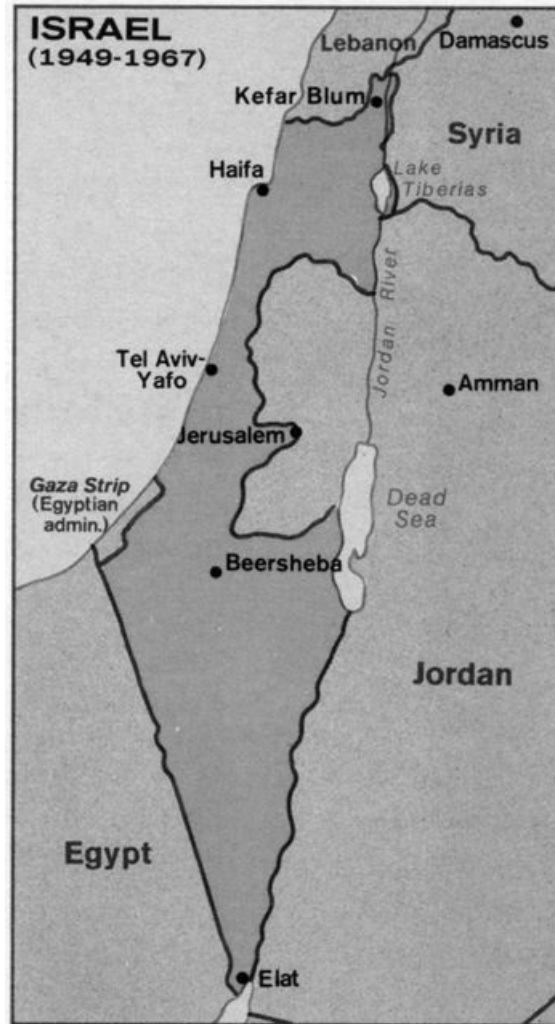 ISRAEL
(1949-1967)
Lebanon
Damascus
Kefar Blum
Syria
Haifa
Lake
Tiberias
Jordan River
Tel Aviv-
Yafo
Amman
Jerusalem
Gaza Strip
(Egyptian
admin.)
Dead
Sea
Beersheba
Jordan
Egypt
Elat